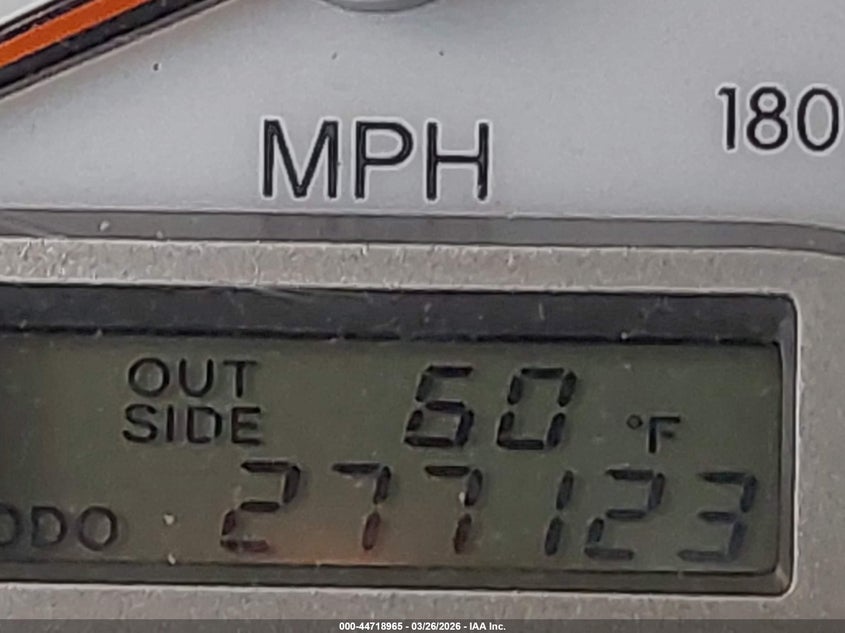 MPH
180
OUT SIDE 60 °F
ODO 277123
000-44718965 - 03/26/2026 - IAA Inc.